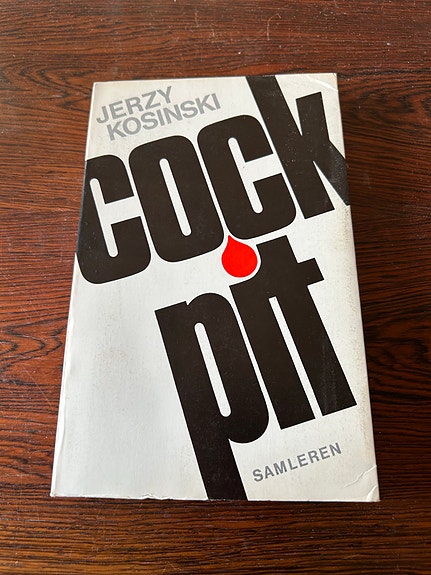 JERZY
KOSINSKI
cock
pit
SAMLEREN